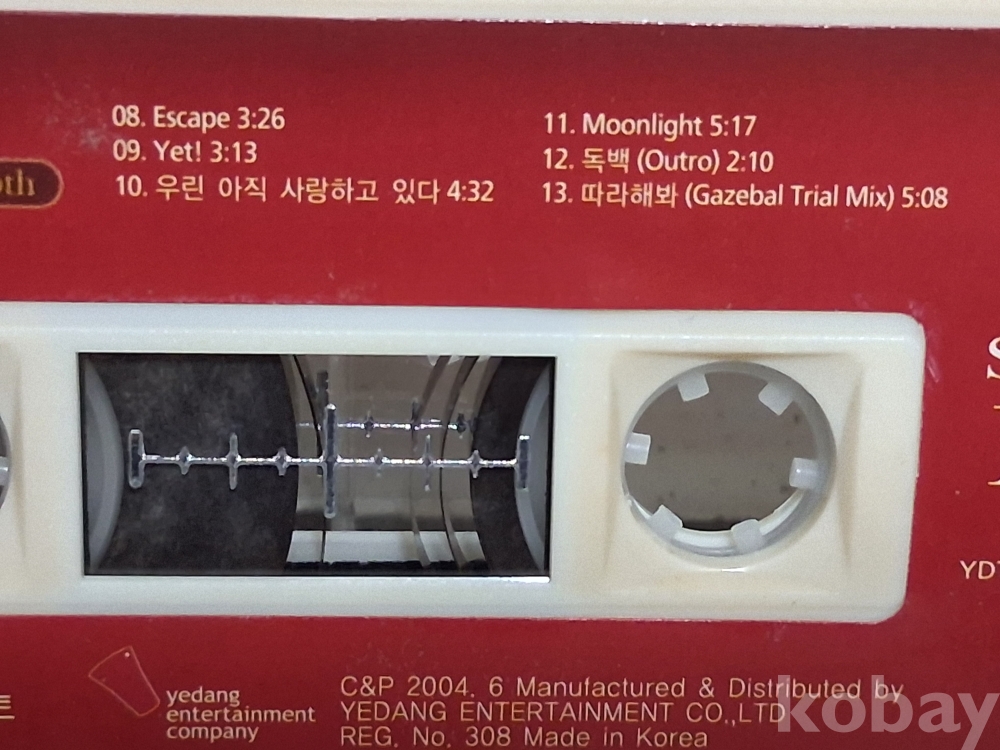 08. Escape 3:26
09. Yet! 3:13
10. 우린 아직 사랑하고 있다 4:32
11. Moonlight 5:17
12. 독백 (Outro) 2:10
13. 따라해봐 (Gazebal Trial Mix) 5:08
yedang
entertainment
company
C&P 2004. 6 Manufactured & Distributed by
YEDANG ENTERTAINMENT CO.,LTD
REG. No. 308 Made in Korea
kobay